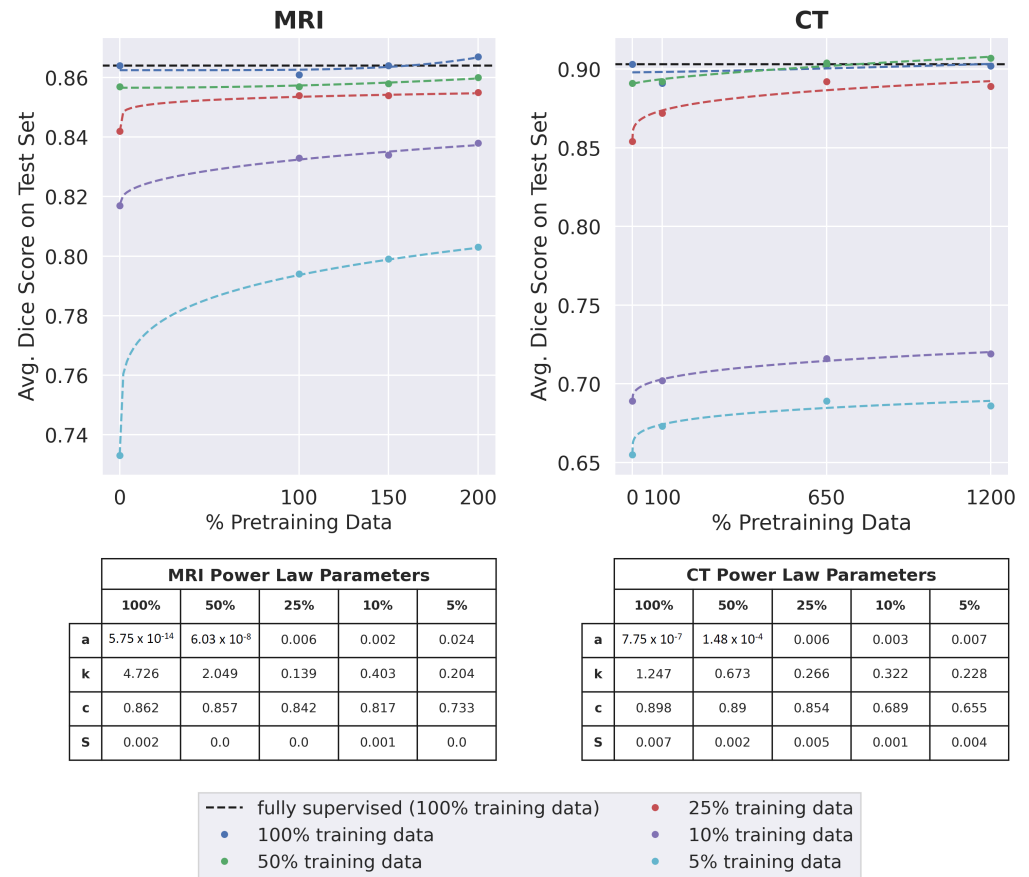 MRI
CT
Avg. Dice Score on Test Set
0.86
0.84
0.82
0.80
0.78
0.76
0.74
0
100
150
200
% Pretraining Data
Avg. Dice Score on Test Set
0.90
0.85
0.80
0.75
0.70
0.65
0
100
650
1200
% Pretraining Data
MRI Power Law Parameters
100% 50% 25% 10% 5%
a 5.75 x 10⁻¹⁴ 6.03 x 10⁻⁸ 0.006 0.002 0.024
k 4.726 2.049 0.139 0.403 0.204
c 0.862 0.857 0.842 0.817 0.733
S 0.002 0.0 0.0 0.001 0.0
CT Power Law Parameters
100% 50% 25% 10% 5%
a 7.75 x 10⁻⁷ 1.48 x 10⁻⁴ 0.006 0.003 0.007
k 1.247 0.673 0.266 0.322 0.228
c 0.898 0.89 0.854 0.689 0.655
S 0.007 0.002 0.005 0.001 0.004
fully supervised (100% training data)
100% training data
50% training data
25% training data
10% training data
5% training data